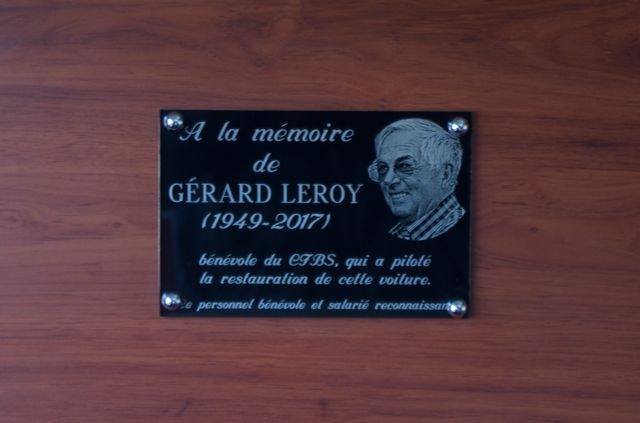 A la mémoire
de
GÉRARD LEROY
(1949-2017)
bénévole du CFBS, qui a piloté
la restauration de cette voiture.
personnel bénévole et salarié reconnaissant